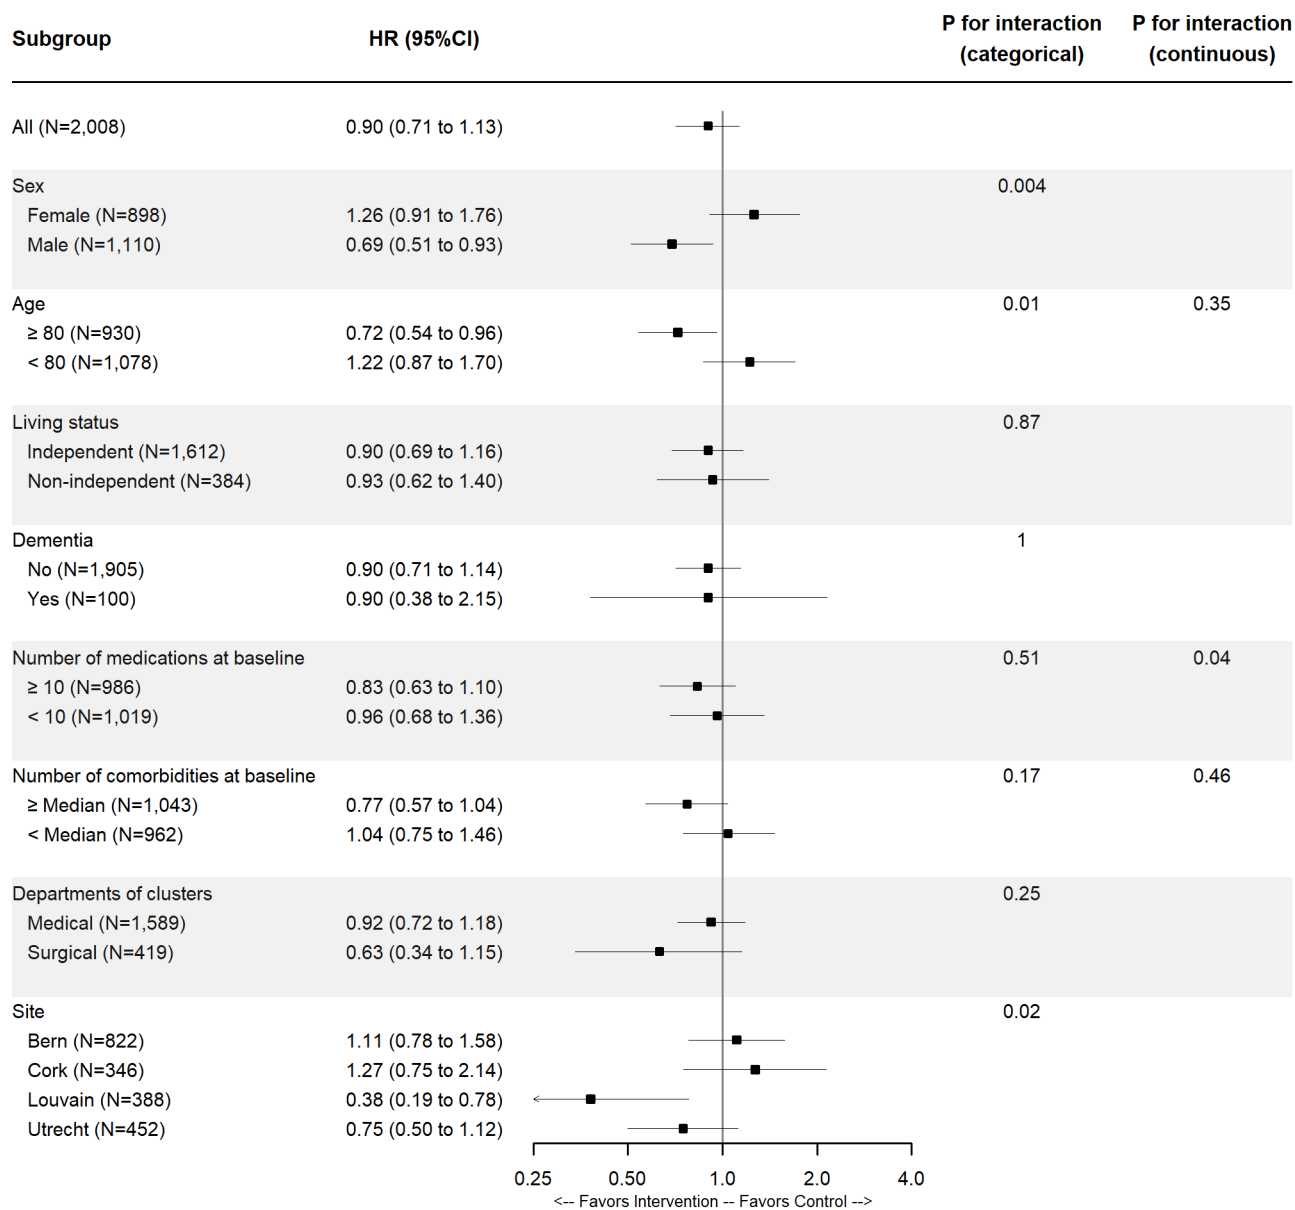 Subgroup HR (95%CI) P for interaction (categorical) P for interaction (continuous)
All (N=2,008) 0.90 (0.71 to 1.13)
Sex 0.004
Female (N=898) 1.26 (0.91 to 1.76)
Male (N=1,110) 0.69 (0.51 to 0.93)
Age 0.01 0.35
≥ 80 (N=930) 0.72 (0.54 to 0.96)
< 80 (N=1,078) 1.22 (0.87 to 1.70)
Living status 0.87
Independent (N=1,612) 0.90 (0.69 to 1.16)
Non-independent (N=384) 0.93 (0.62 to 1.40)
Dementia 1
No (N=1,905) 0.90 (0.71 to 1.14)
Yes (N=100) 0.90 (0.38 to 2.15)
Number of medications at baseline 0.51 0.04
≥ 10 (N=986) 0.83 (0.63 to 1.10)
< 10 (N=1,019) 0.96 (0.68 to 1.36)
Number of comorbidities at baseline 0.17 0.46
≥ Median (N=1,043) 0.77 (0.57 to 1.04)
< Median (N=962) 1.04 (0.75 to 1.46)
Departments of clusters 0.25
Medical (N=1,589) 0.92 (0.72 to 1.18)
Surgical (N=419) 0.63 (0.34 to 1.15)
Site 0.02
Bern (N=822) 1.11 (0.78 to 1.58)
Cork (N=346) 1.27 (0.75 to 2.14)
Louvain (N=388) 0.38 (0.19 to 0.78)
Utrecht (N=452) 0.75 (0.50 to 1.12)
0.25 0.50 1.0 2.0 4.0
<-- Favors Intervention -- Favors Control -->